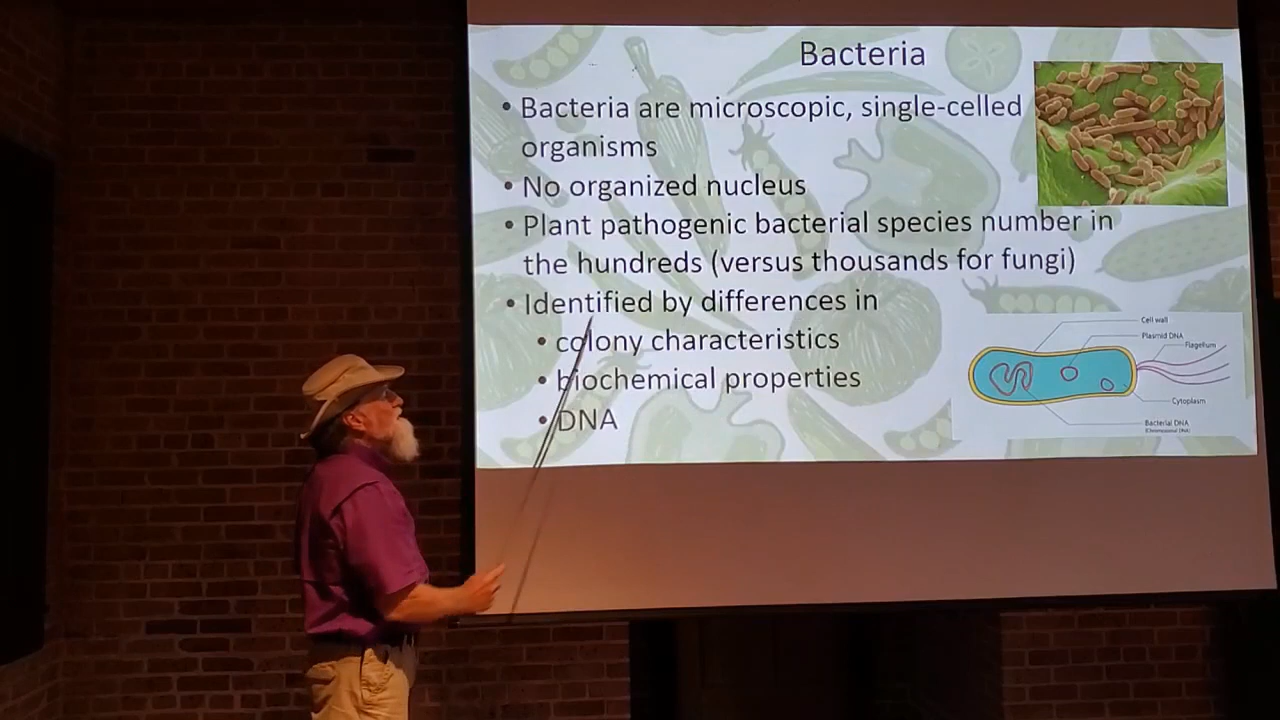 Bacteria
• Bacteria are microscopic, single-celled
organisms
• No organized nucleus
• Plant pathogenic bacterial species number in
the hundreds (versus thousands for fungi)
• Identified by differences in
• colony characteristics
• biochemical properties
• DNA
Cell wall
Plasmid DNA
Flagellum
Cytoplasm
Bacterial DNA
(Chromosomal DNA)